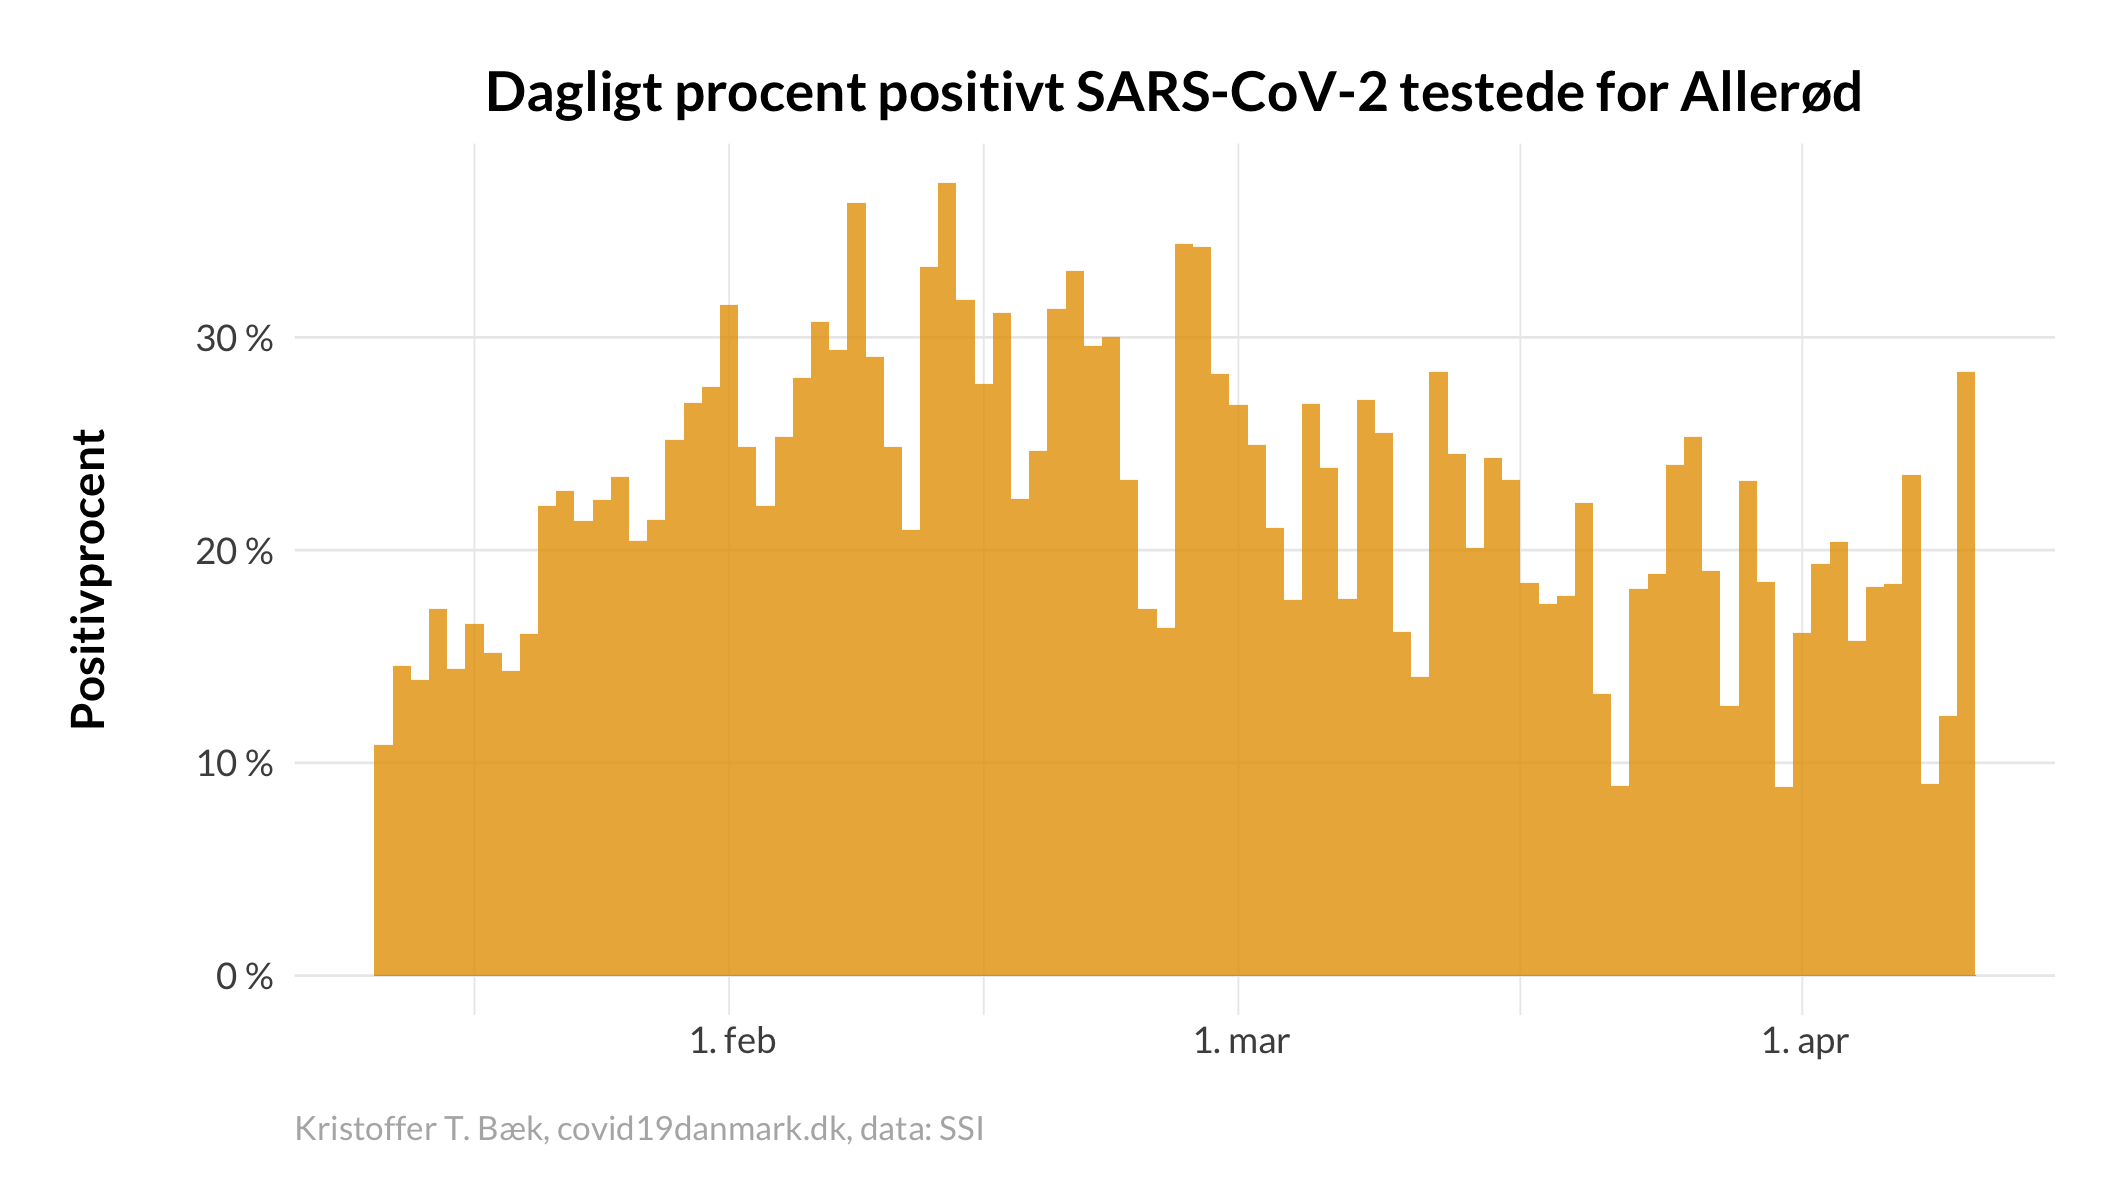 Dagligt procent positivt SARS-CoV-2 testede for Allerød
Positivprocent
30 %
20 %
10 %
0 %
1. feb
1. mar
1. apr
Kristoffer T. Bæk, covid19danmark.dk, data: SSI